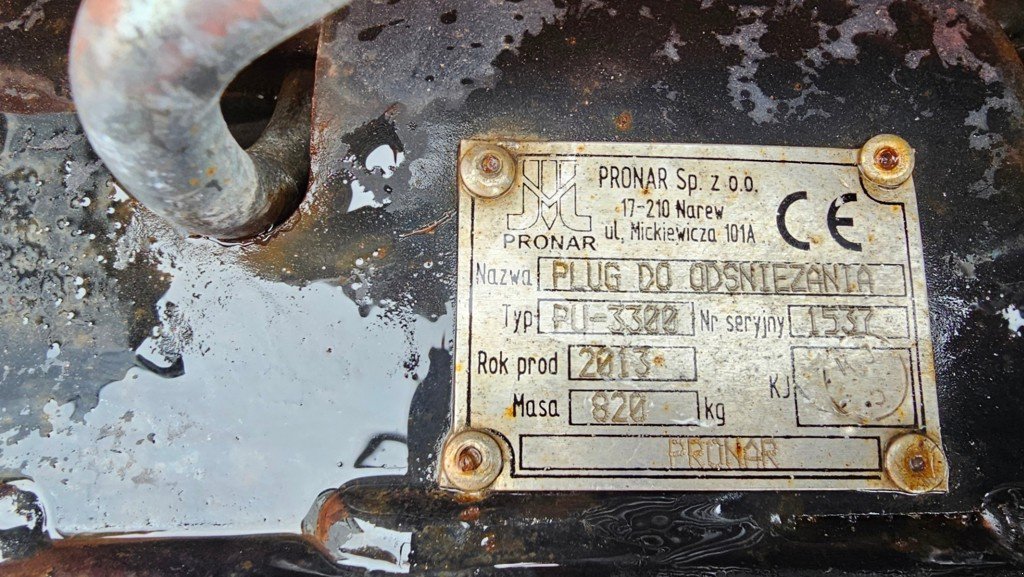 PRONAR Sp. z o.o.
17-210 Narew
ul. Mickiewicza 101A
CE
PRONAR
Nazwa PLUG DO ODSNIEZANIA
Typ PU-3300 Nr seryjny 1537
Rok prod 2013
KJ
Masa 820 kg
PRONAR